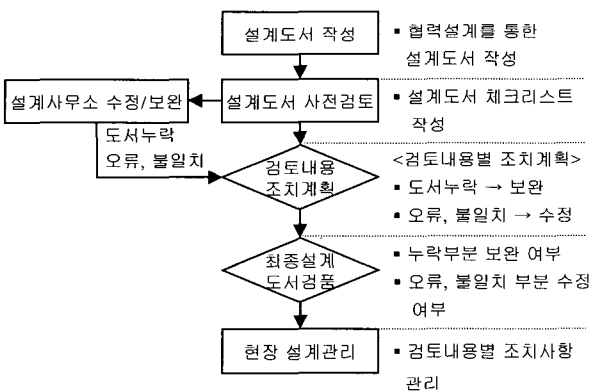 설계도서 작성
▪ 협력설계를 통한
설계도서 작성
설계사무소 수정/보완
설계도서 사전검토
▪ 설계도서 체크리스트
작성
도서누락
오류, 불일치
검토내용
조치계획
<검토내용별 조치계획>
▪ 도서누락 → 보완
▪ 오류, 불일치 → 수정
최종설계
도서검품
▪ 누락부분 보완 여부
▪ 오류, 불일치 부분 수정
여부
현장 설계관리
▪ 검토내용별 조치사항
관리